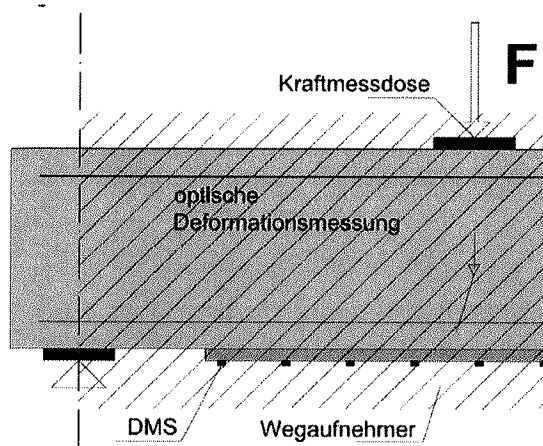 F
Kraftmessdose
optische
Deformationsmessung
DMS
Wegaufnehmer